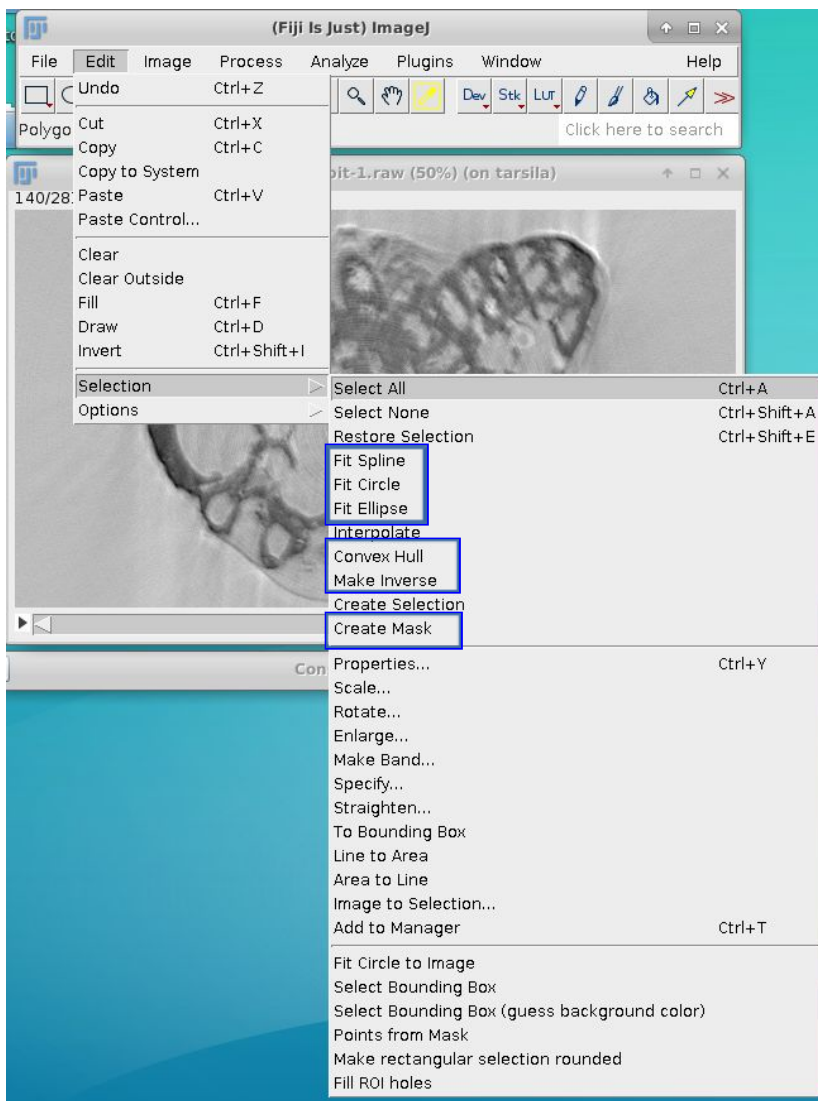 (Fiji Is Just) ImageJ
File Edit Image Process Analyze Plugins Window Help
Dev Stk LUT
Polygo
Click here to search
Undo Ctrl+Z
Cut Ctrl+X
Copy Ctrl+C
Copy to System
Paste Ctrl+V
Paste Control...
Clear
Clear Outside
Fill Ctrl+F
Draw Ctrl+D
Invert Ctrl+Shift+I
Selection
Options
bit-1.raw (50%) (on tarsila)
140/28
Select All Ctrl+A
Select None Ctrl+Shift+A
Restore Selection Ctrl+Shift+E
Fit Spline
Fit Circle
Fit Ellipse
Interpolate
Convex Hull
Make Inverse
Create Selection
Create Mask
Con
Properties... Ctrl+Y
Scale...
Rotate...
Enlarge...
Make Band...
Specify...
Straighten...
To Bounding Box
Line to Area
Area to Line
Image to Selection...
Add to Manager Ctrl+T
Fit Circle to Image
Select Bounding Box
Select Bounding Box (guess background color)
Points from Mask
Make rectangular selection rounded
Fill ROI holes